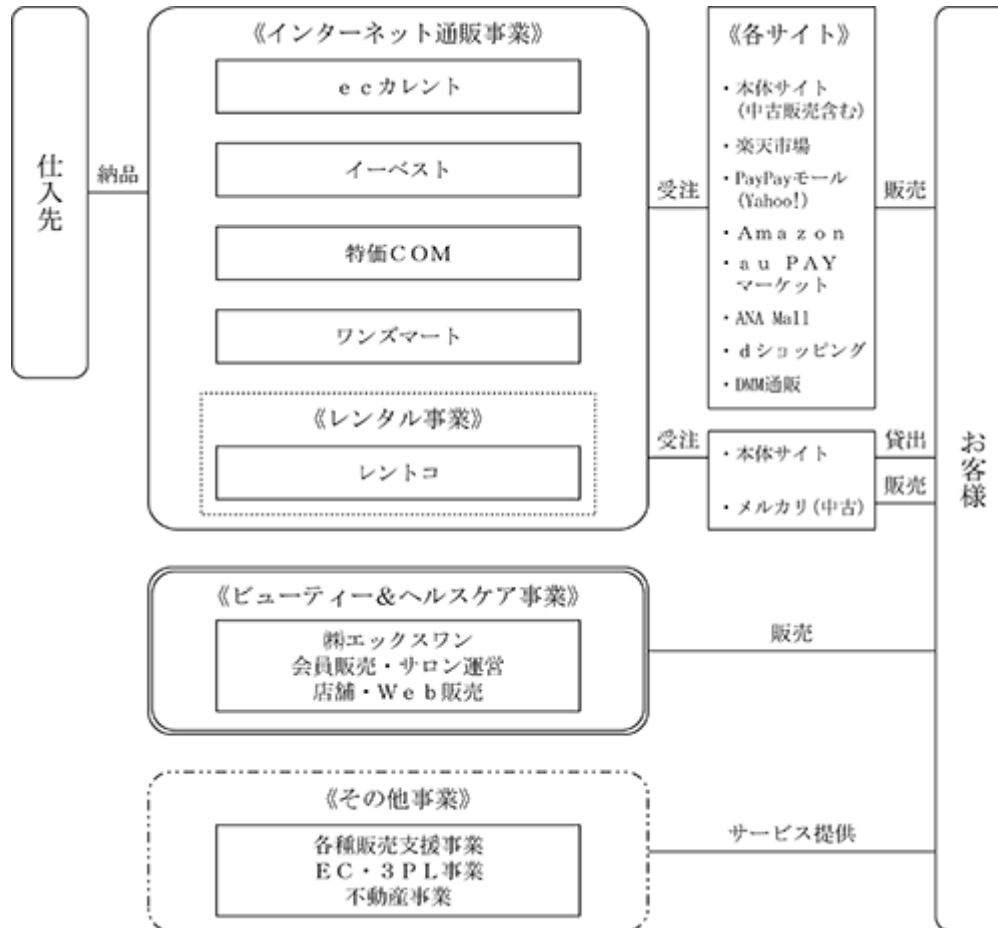 仕入先
納品
《インターネット通販事業》
ｅｃカレント
イーベスト
特価ＣＯＭ
ワンズマート
《レンタル事業》
レントコ
受注
《各サイト》
・本体サイト
(中古販売含む)
・楽天市場
・PayPayモール
(Yahoo!)
・Ａｍａｚｏｎ
・ａｕ ＰＡＹ
マーケット
・ANA Mall
・ｄショッピング
・DMM通販
販売
受注
・本体サイト
・メルカリ(中古)
貸出
販売
お客様
《ビューティー＆ヘルスケア事業》
㈱エックスワン
会員販売・サロン運営
店舗・Ｗｅｂ販売
販売
《その他事業》
各種販売支援事業
ＥＣ・３ＰＬ事業
不動産事業
サービス提供